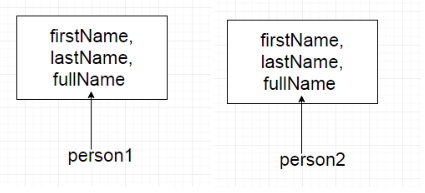 firstName,
lastName,
fullName
person1
firstName,
lastName,
fullName
person2